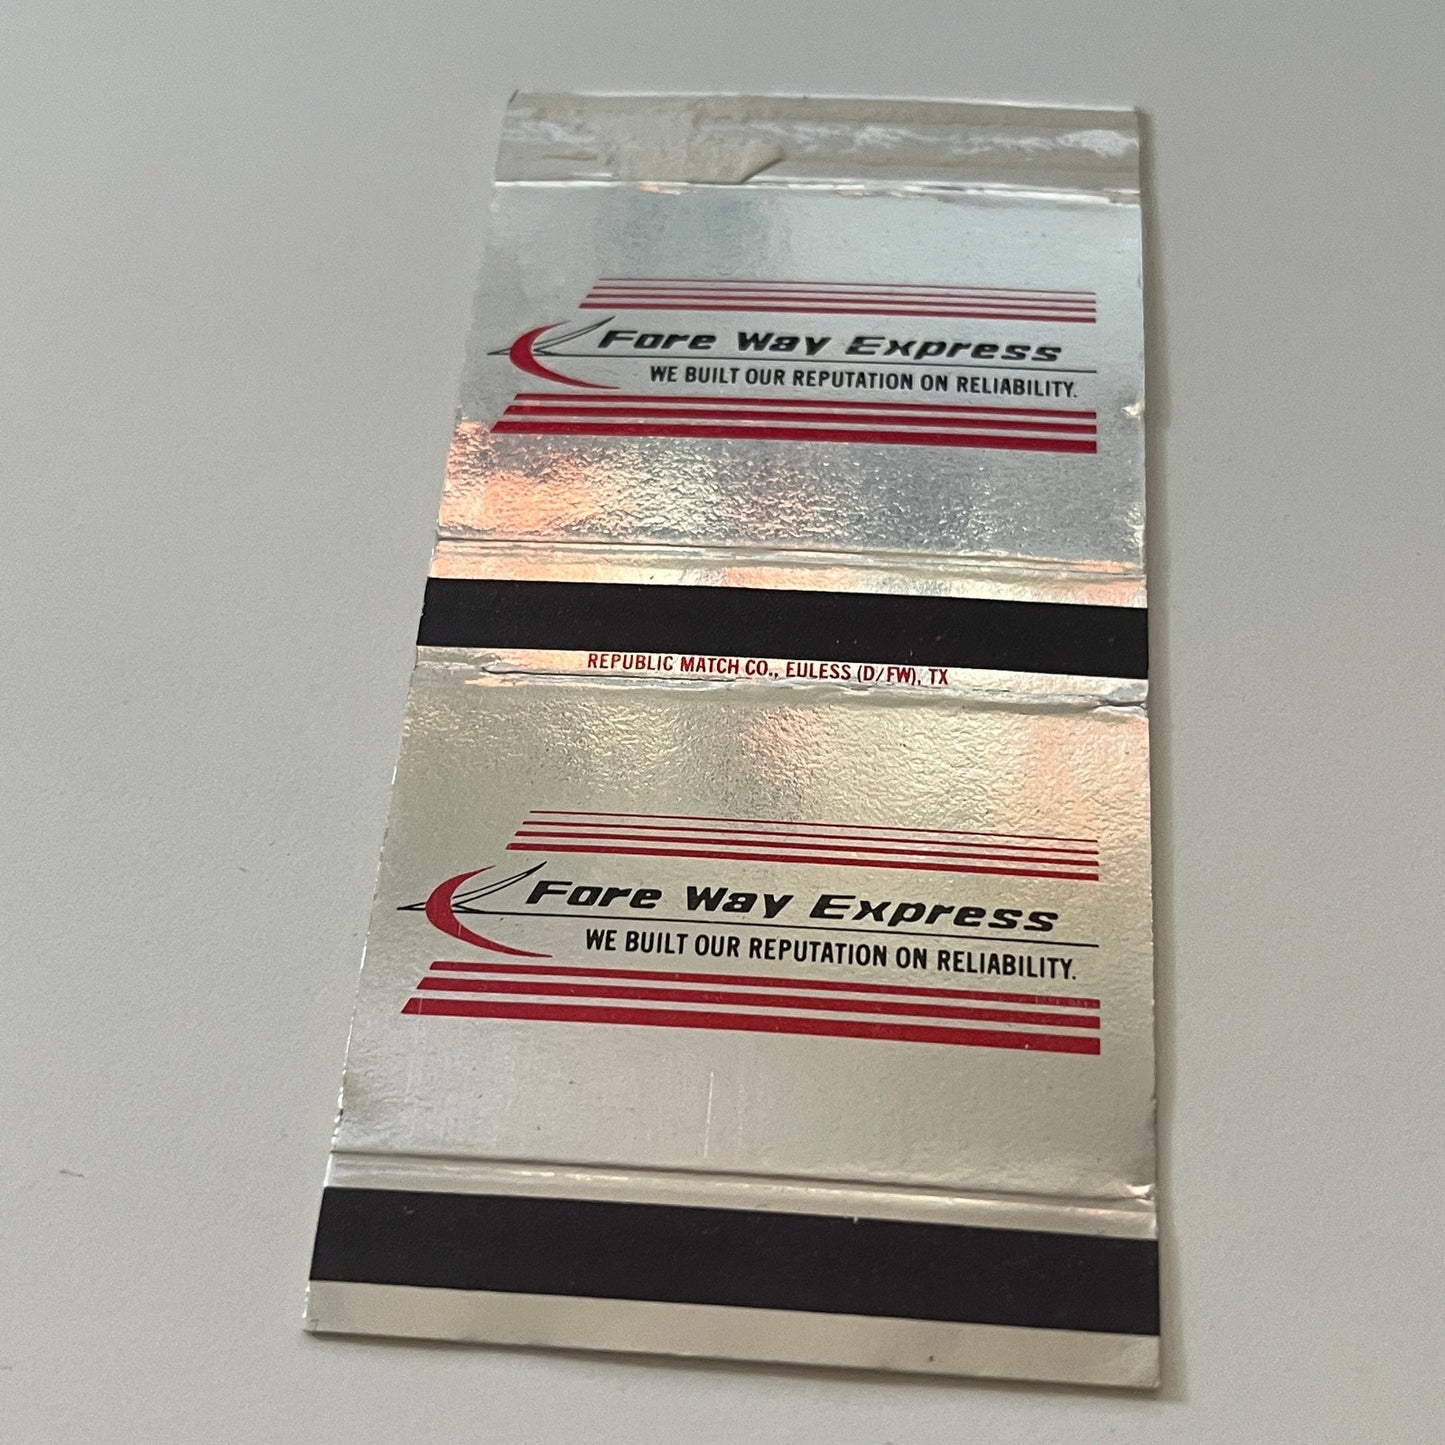 Fore Way Express
WE BUILT OUR REPUTATION ON RELIABILITY.
REPUBLIC MATCH CO., EULESS (D/FW), TX
Fore Way Express
WE BUILT OUR REPUTATION ON RELIABILITY.